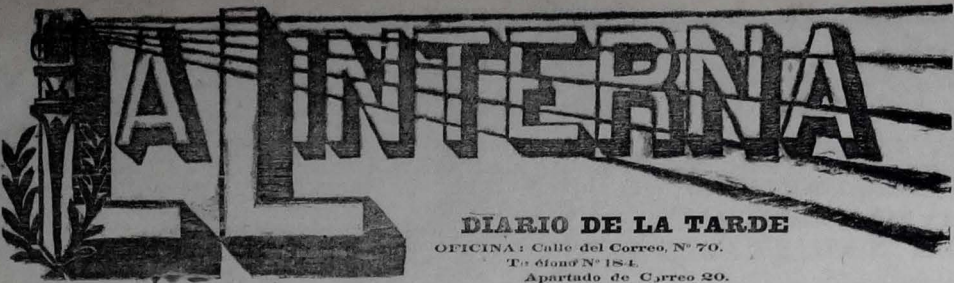 LA LINTERNA
DIARIO DE LA TARDE
OFICINA: Calle del Correo, Nº 70.
Teléfono Nº 184.
Apartado de Correo 20.